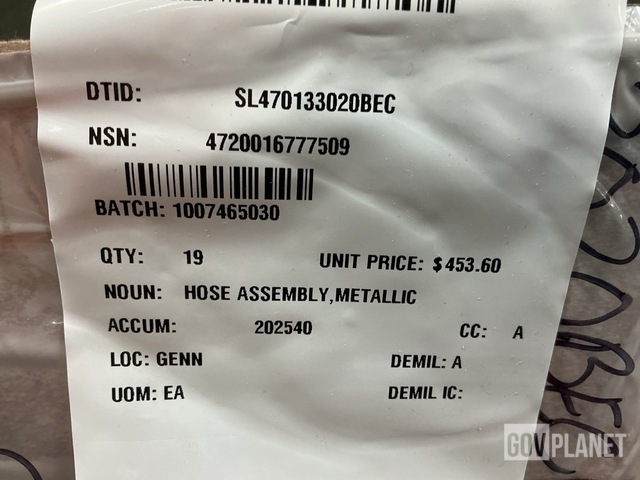 DTID: SL470133020BEC
NSN: 4720016777509
BATCH: 1007465030
QTY: 19 UNIT PRICE: $453.60
NOUN: HOSE ASSEMBLY,METALLIC
ACCUM: 202540 CC: A
LOC: GENN DEMIL: A
UOM: EA DEMIL IC:
GOVPLANET